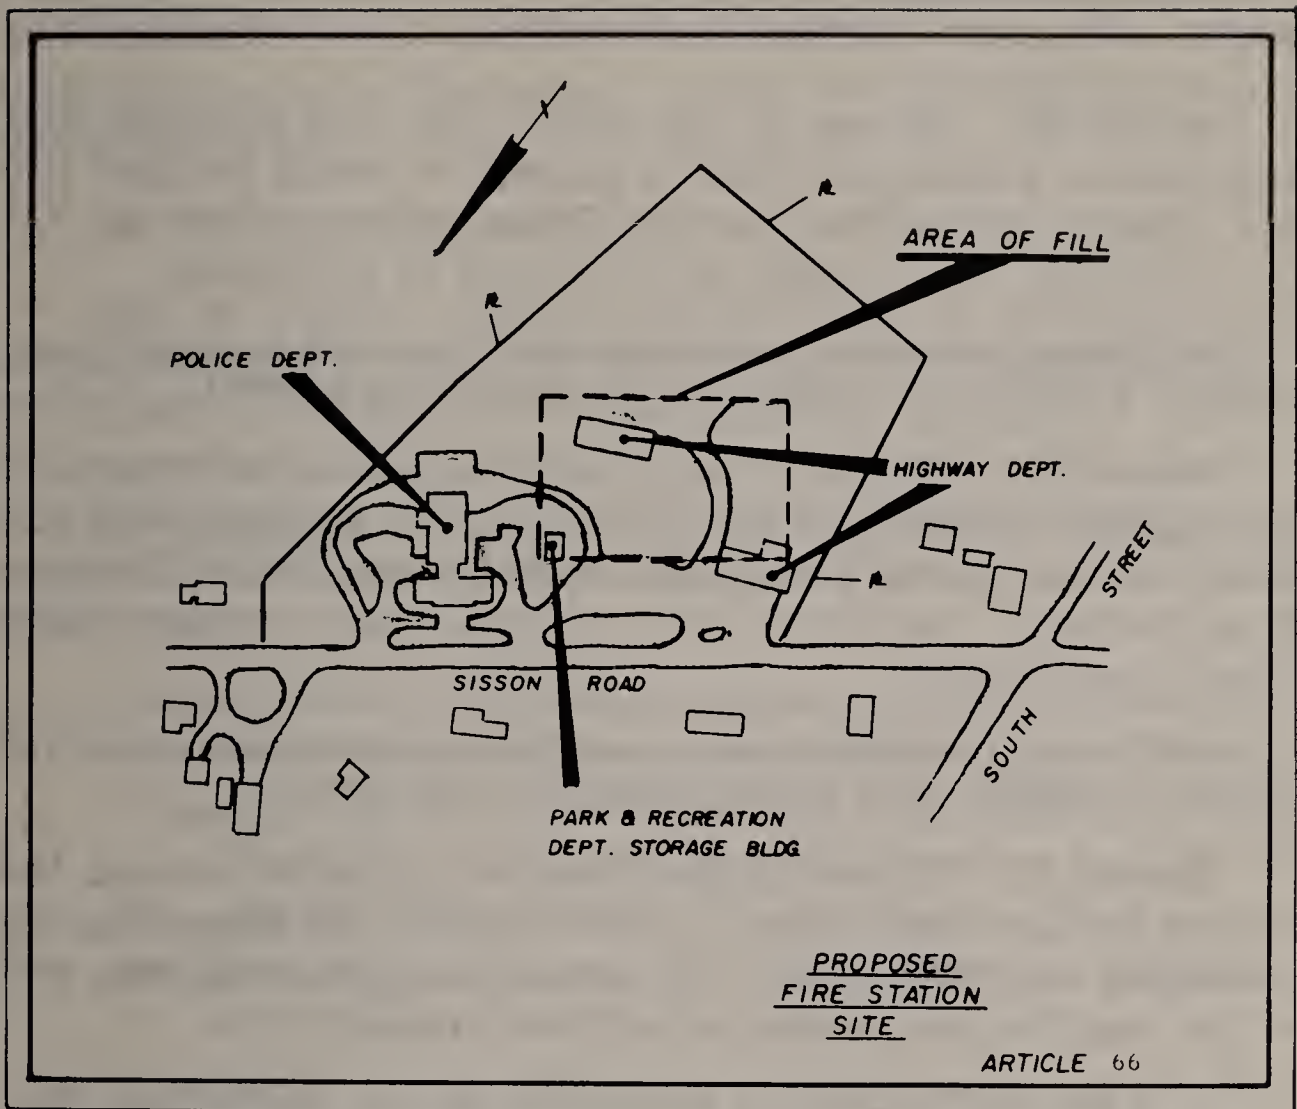 AREA OF FILL
POLICE DEPT.
HIGHWAY DEPT.
STREET
SISSON ROAD
SOUTH
PARK & RECREATION
DEPT. STORAGE BLDG.
PROPOSED
FIRE STATION
SITE
ARTICLE 66